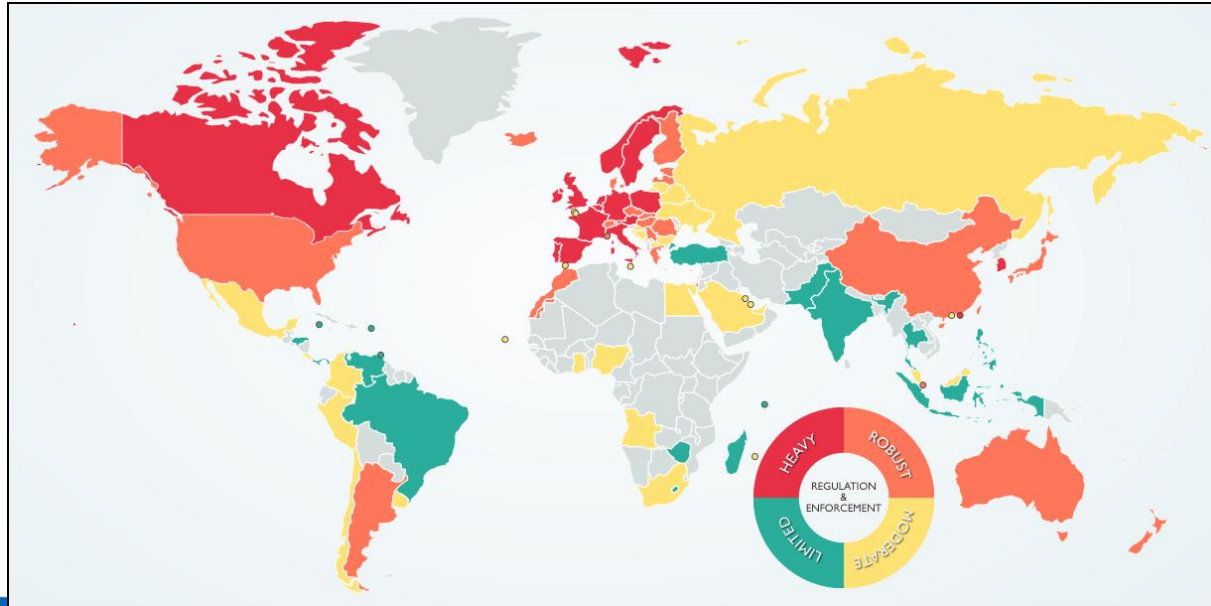 HEAVY
ROBUST
REGULATION
&
ENFORCEMENT
LIMITED
MODERATE